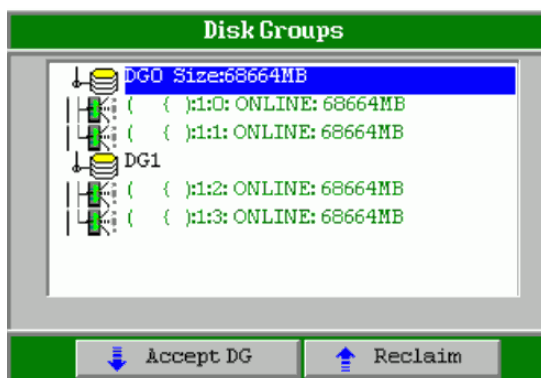 Disk Groups
DG0 Size:68664MB
( { ):1:0: ONLINE: 68664MB
( { ):1:1: ONLINE: 68664MB
DG1
( { ):1:2: ONLINE: 68664MB
( { ):1:3: ONLINE: 68664MB
Accept DG
Reclaim